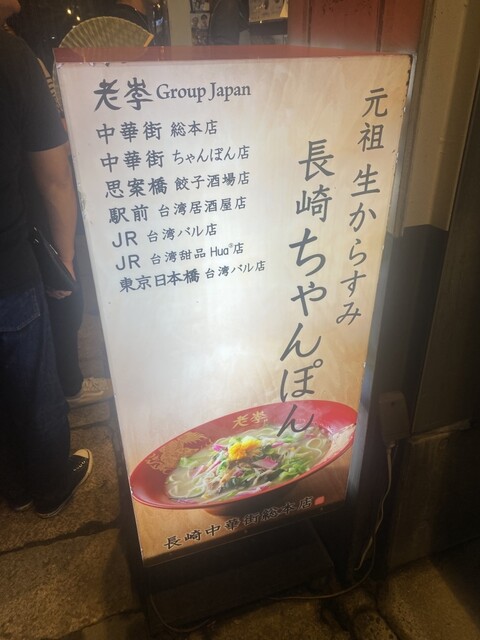 老李 Group Japan
中華街 総本店
中華街 ちゃんぽん店
思案橋 餃子酒場店
駅前 台湾居酒屋店
JR 台湾バル店
JR 台湾甜品 Hua®店
東京日本橋 台湾バル店
元祖 生からすみ
長崎ちゃんぽん
老李
長崎中華街総本店